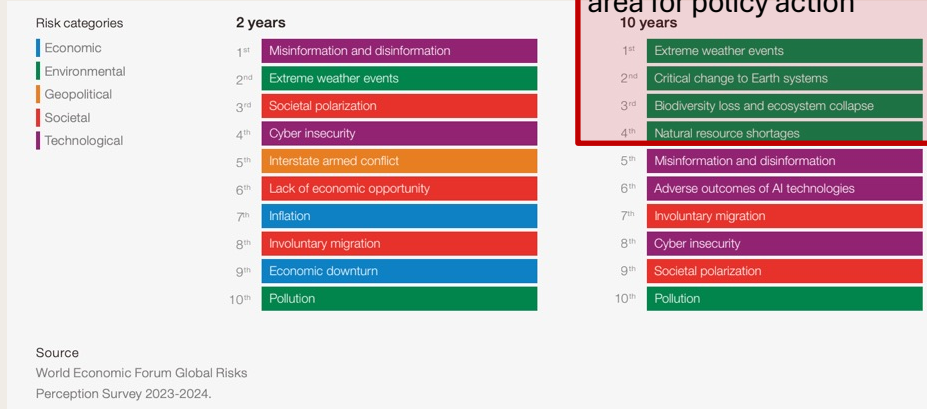 area for policy action
Risk categories
Economic
Environmental
Geopolitical
Societal
Technological
2 years
1st Misinformation and disinformation
2nd Extreme weather events
3rd Societal polarization
4th Cyber insecurity
5th Interstate armed conflict
6th Lack of economic opportunity
7th Inflation
8th Involuntary migration
9th Economic downturn
10th Pollution
10 years
1st Extreme weather events
2nd Critical change to Earth systems
3rd Biodiversity loss and ecosystem collapse
4th Natural resource shortages
5th Misinformation and disinformation
6th Adverse outcomes of AI technologies
7th Involuntary migration
8th Cyber insecurity
9th Societal polarization
10th Pollution
Source
World Economic Forum Global Risks
Perception Survey 2023-2024.